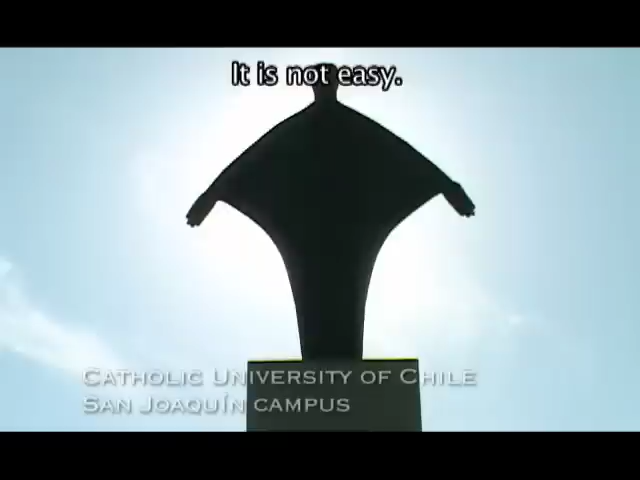 It is not easy.
Catholic University of Chile
San Joaquín campus